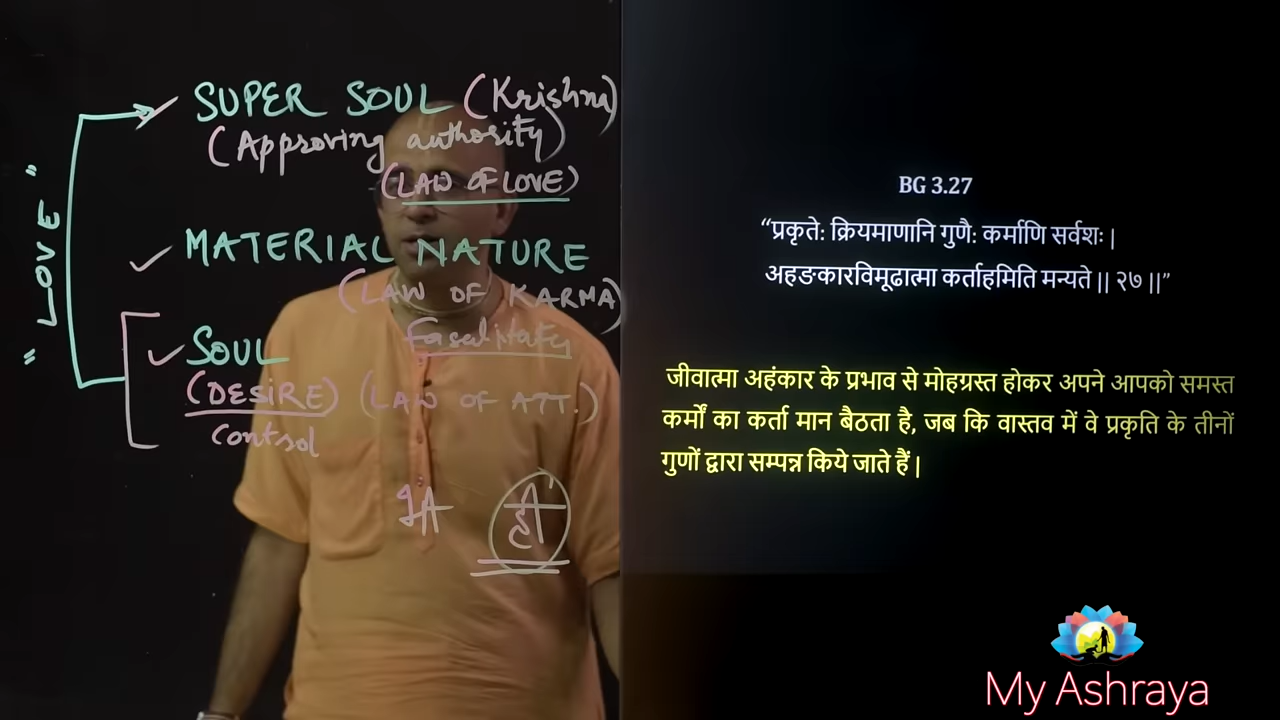 SUPER SOUL (Krishna)
(Approving authority)
(LAW OF LOVE)
"LOVE"
MATERIAL NATURE
(LAW OF KARMA)
fasalitaty
SOUL
(DESIRE) (LAW OF ATT.)
control
भी
ही
BG 3.27
“प्रकृते: क्रियमाणानि गुणै: कर्माणि सर्वशः |
अहङकारविमूढात्मा कर्ताहमिति मन्यते || २७ ||”
जीवात्मा अहंकार के प्रभाव से मोहग्रस्त होकर अपने आपको समस्त
कर्मों का कर्ता मान बैठता है, जब कि वास्तव में वे प्रकृति के तीनों
गुणों द्वारा सम्पन्न किये जाते हैं |
My Ashraya